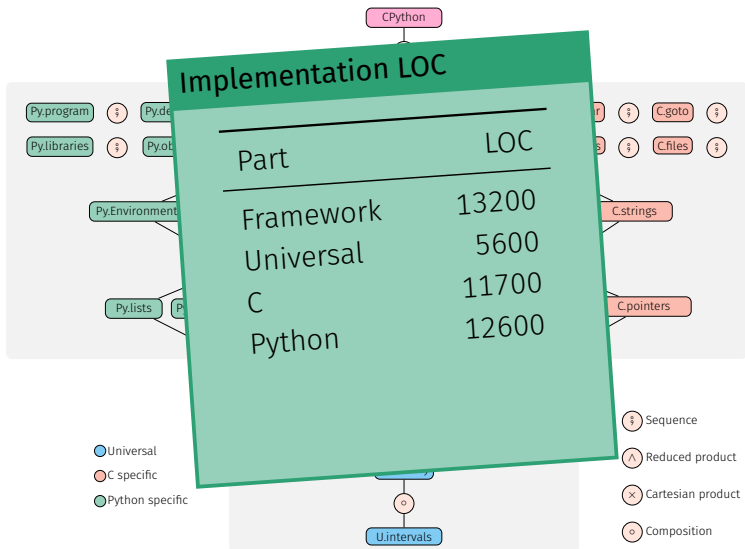 CPython
Implementation LOC
Part LOC
Framework 13200
Universal 5600
C 11700
Python 12600
Py.program
C.goto
Py.libraries
C.files
Py.Environment
C.strings
Py.lists
C.pointers
Universal
C specific
Python specific
Sequence
Reduced product
Cartesian product
Composition
U.intervals